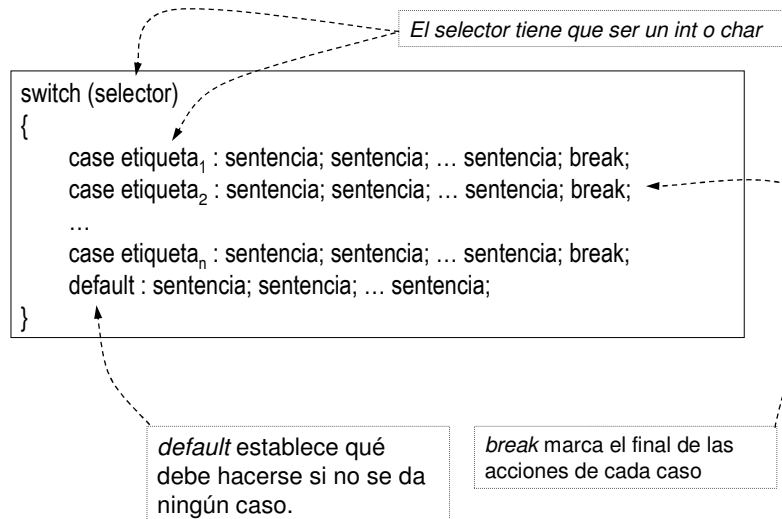 El selector tiene que ser un int o char
switch (selector)
{
case etiqueta₁ : sentencia; sentencia; … sentencia; break;
case etiqueta₂ : sentencia; sentencia; … sentencia; break;
…
case etiquetaₙ : sentencia; sentencia; … sentencia; break;
default : sentencia; sentencia; … sentencia;
}
default establece qué
debe hacerse si no se da
ningún caso.
break marca el final de las
acciones de cada caso